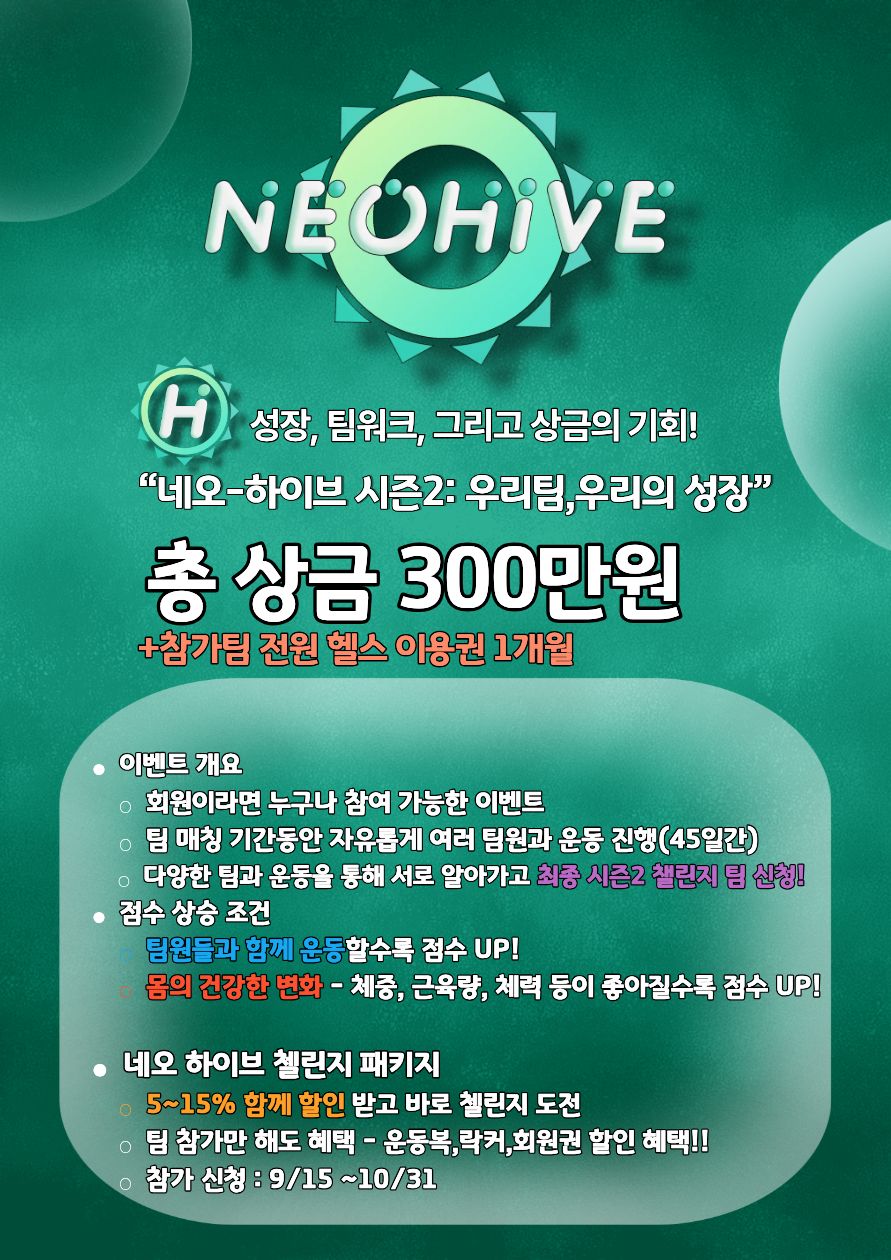 NEOHIVE
H 성장, 팀워크, 그리고 상금의 기회!
“네오-하이브 시즌2: 우리팀,우리의 성장”
총 상금 300만원
+참가팀 전원 헬스 이용권 1개월
• 이벤트 개요
○ 회원이라면 누구나 참여 가능한 이벤트
○ 팀 매칭 기간동안 자유롭게 여러 팀원과 운동 진행(45일간)
○ 다양한 팀과 운동을 통해 서로 알아가고 최종 시즌2 챌린지 팀 신청!
• 점수 상승 조건
○ 팀원들과 함께 운동할수록 점수 UP!
○ 몸의 건강한 변화 - 체중, 근육량, 체력 등이 좋아질수록 점수 UP!
• 네오 하이브 첼린지 패키지
○ 5~15% 함께 할인 받고 바로 첼린지 도전
○ 팀 참가만 해도 혜택 - 운동복,락커,회원권 할인 혜택!!
○ 참가 신청 : 9/15 ~10/31